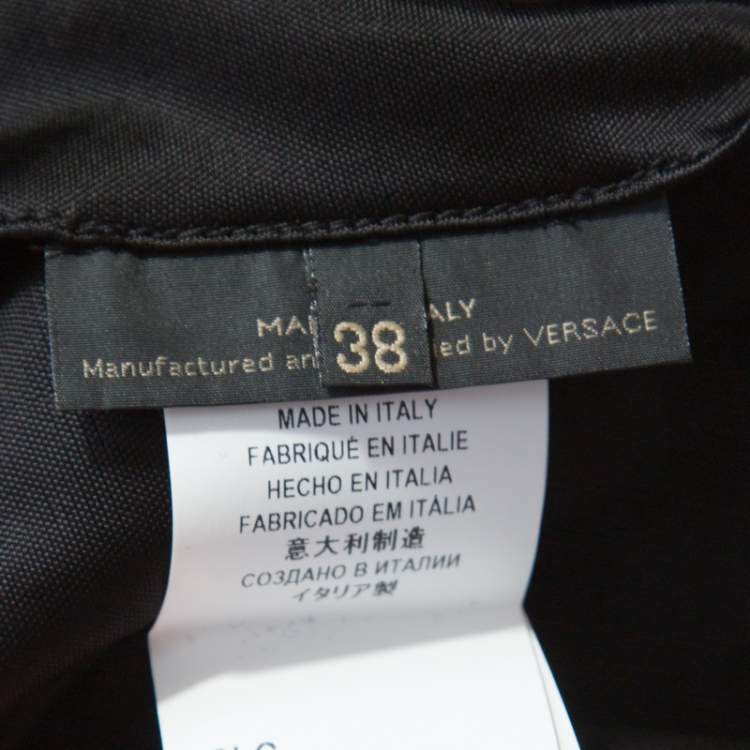 MA
ALY
38
Manufactured an
ed by VERSACE
MADE IN ITALY
FABRIQUÉ EN ITALIE
HECHO EN ITALIA
FABRICADO EM ITÁLIA
意大利制造
СОЗДАНО В ИТАЛИИ
イタリア製